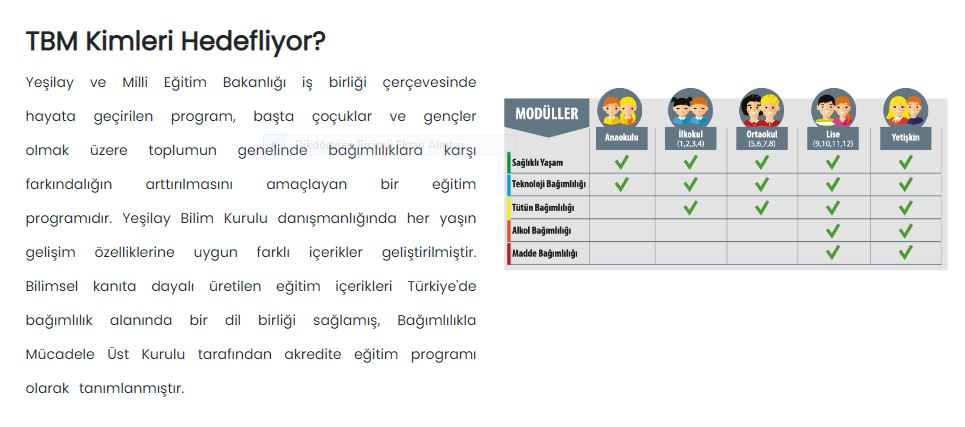 TBM Kimleri Hedefliyor?
Yeşilay ve Milli Eğitim Bakanlığı iş birliği çerçevesinde
hayata geçirilen program, başta çoçuklar ve gençler
olmak üzere toplumun genelinde bağımlılıklara karşı
farkındalığın arttırılmasını amaçlayan bir eğitim
programıdır. Yeşilay Bilim Kurulu danışmanlığında her yaşın
gelişim özelliklerine uygun farklı içerikler geliştirilmiştir.
Bilimsel kanıta dayalı üretilen eğitim içerikleri Türkiye'de
bağımlılık alanında bir dil birliği sağlamış, Bağımlılıkla
Mücadele Üst Kurulu tarafından akredite eğitim programı
olarak tanımlanmıştır.
MODÜLLER
Anaokulu
İlkokul
(1,2,3,4)
Ortaokul
(5,6,7,8)
Lise
(9,10,11,12)
Yetişkin
Sağlıklı Yaşam
Teknoloji Bağımlılığı
Tütün Bağımlılığı
Alkol Bağımlılığı
Madde Bağımlılığı